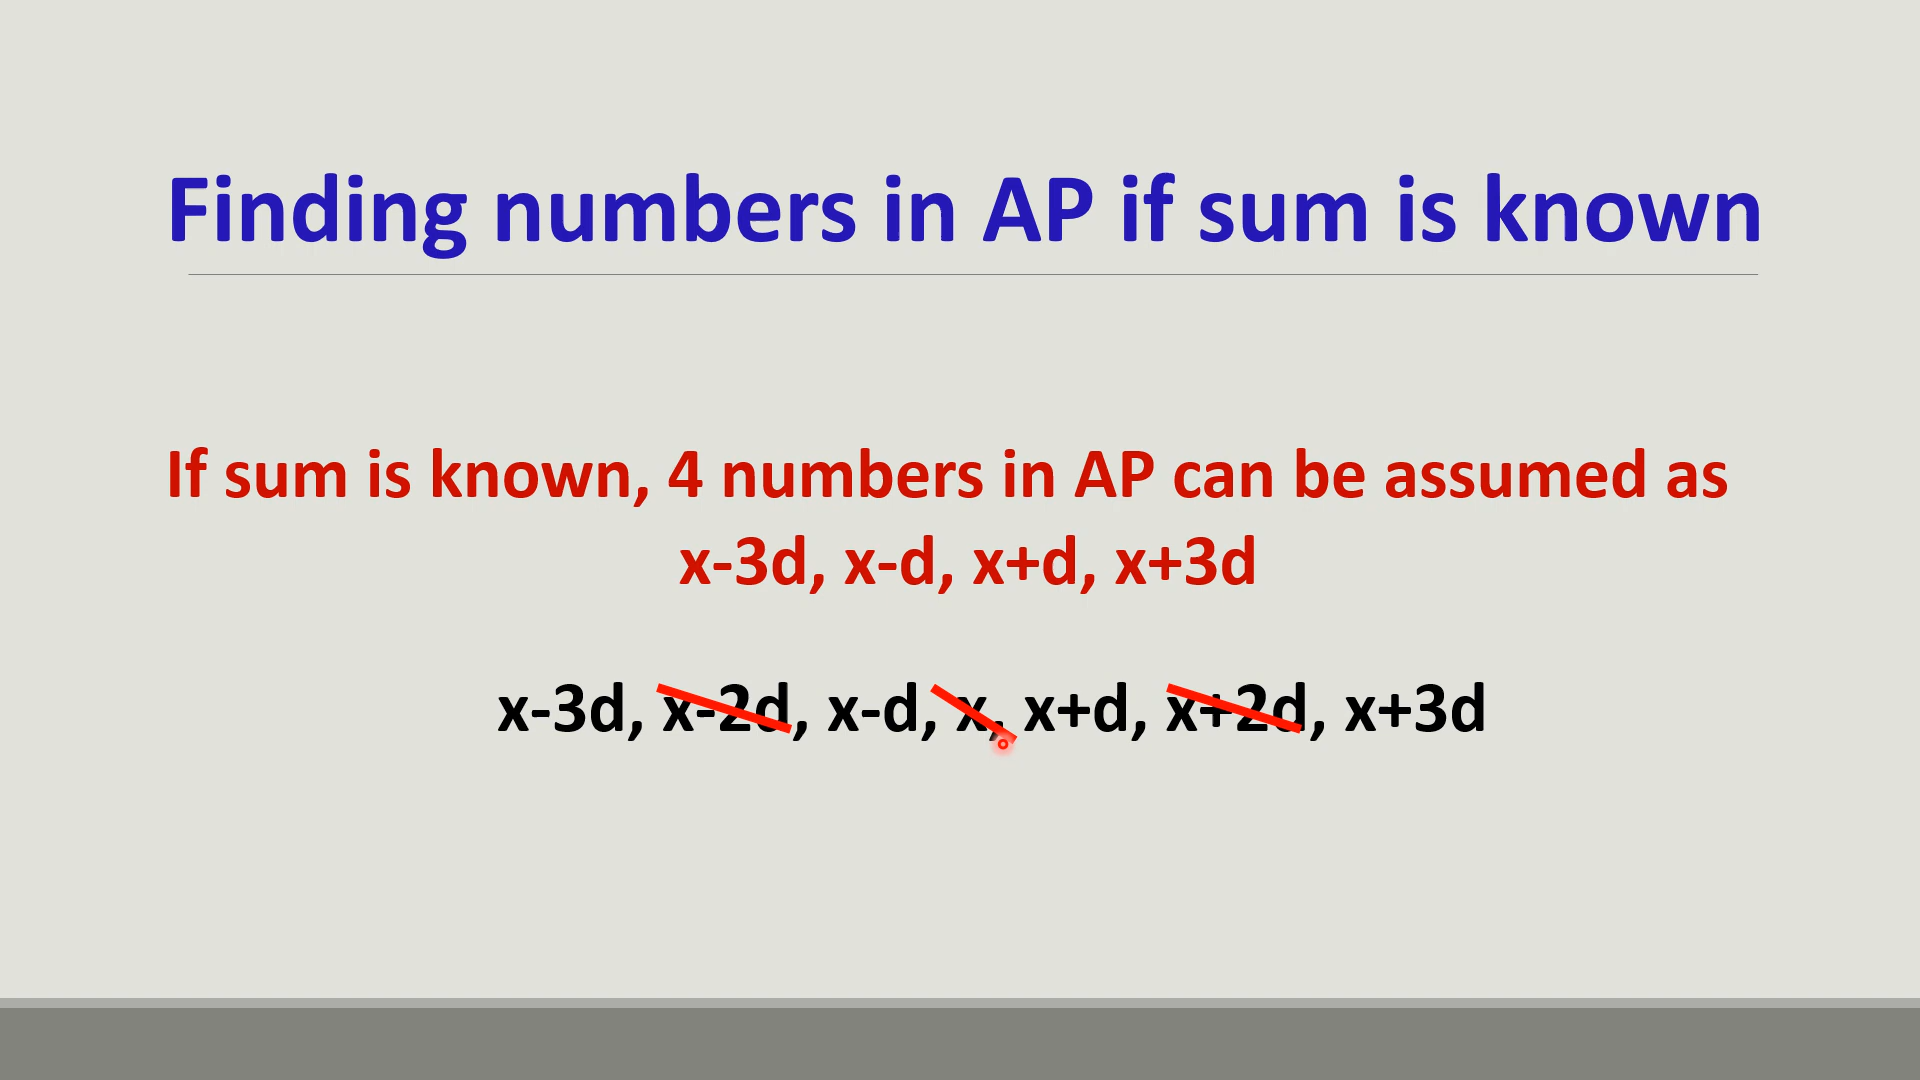 Finding numbers in AP if sum is known
If sum is known, 4 numbers in AP can be assumed as
x-3d, x-d, x+d, x+3d
x-3d, x-2d, x-d, x, x+d, x+2d, x+3d